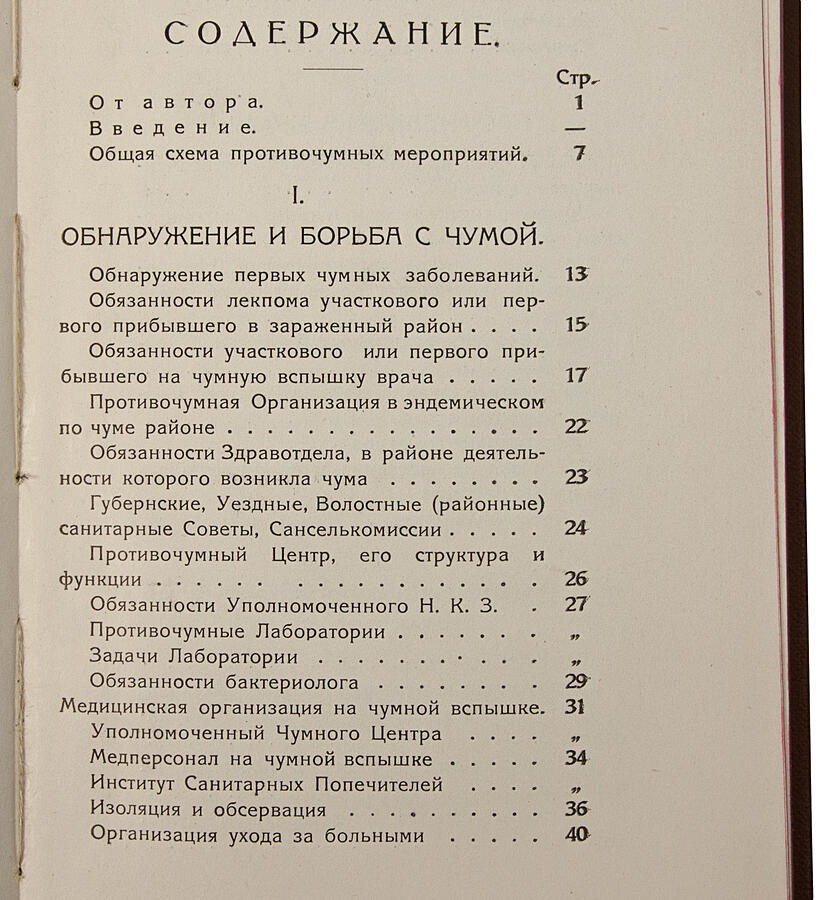 СОДЕРЖАНИЕ.
Стр.
От автора. 1
Введение. —
Общая схема противочумных мероприятий. 7
I.
ОБНАРУЖЕНИЕ И БОРЬБА С ЧУМОЙ.
Обнаружение первых чумных заболеваний. 13
Обязанности лекпома участкового или пер-
вого прибывшего в зараженный район . . . . 15
Обязанности участкового или первого при-
бывшего на чумную вспышку врача . . . . . 17
Противочумная Организация в эндемическом
по чуме районе . . . . . . . . . . . . . . . . 22
Обязанности Здравотдела, в районе деятель-
ности которого возникла чума . . . . . . . . 23
Губернские, Уездные, Волостные (районные)
санитарные Советы, Санселькомиссии . . . . . 24
Противочумный Центр, его структура и
функции . . . . . . . . . . . . . . . . . . 26
Обязанности Уполномоченного Н. К. З. . 27
Противочумные Лаборатории . . . . . . . „
Задачи Лаборатории . . . . . . . . . . . „
Обязанности бактериолога . . . . . . . . 29
Медицинская организация на чумной вспышке. 31
Уполномоченный Чумного Центра . . . . „
Медперсонал на чумной вспышке . . . . . 34
Институт Санитарных Попечителей . . . . „
Изоляция и обсервация . . . . . . . . . . 36
Организация ухода за больными . . . . . 40